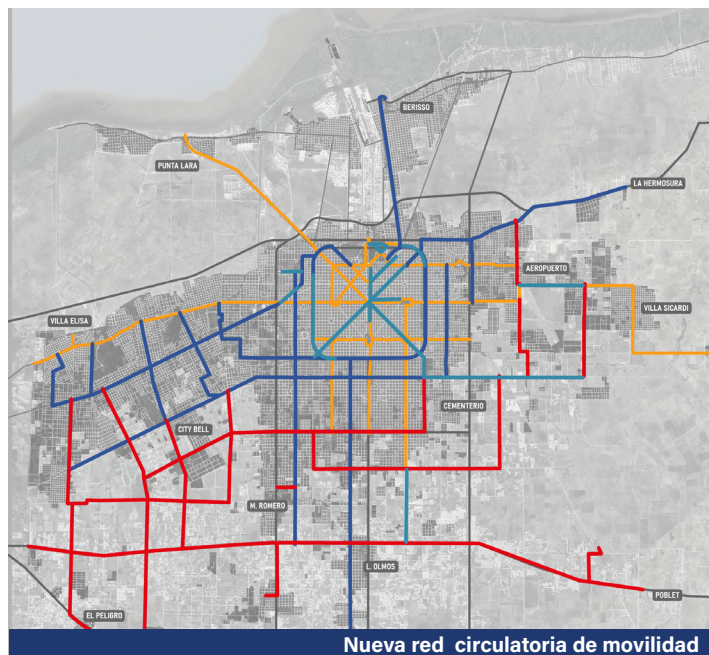 BERISSO
PUNTA LARA
LA HERMOSURA
AEROPUERTO
VILLA SICARDI
VILLA ELISA
CEMENTERIO
CITY BELL
M. ROMERO
L. OLMOS
POBLET
EL PELIGRO
Nueva red circulatoria de movilidad